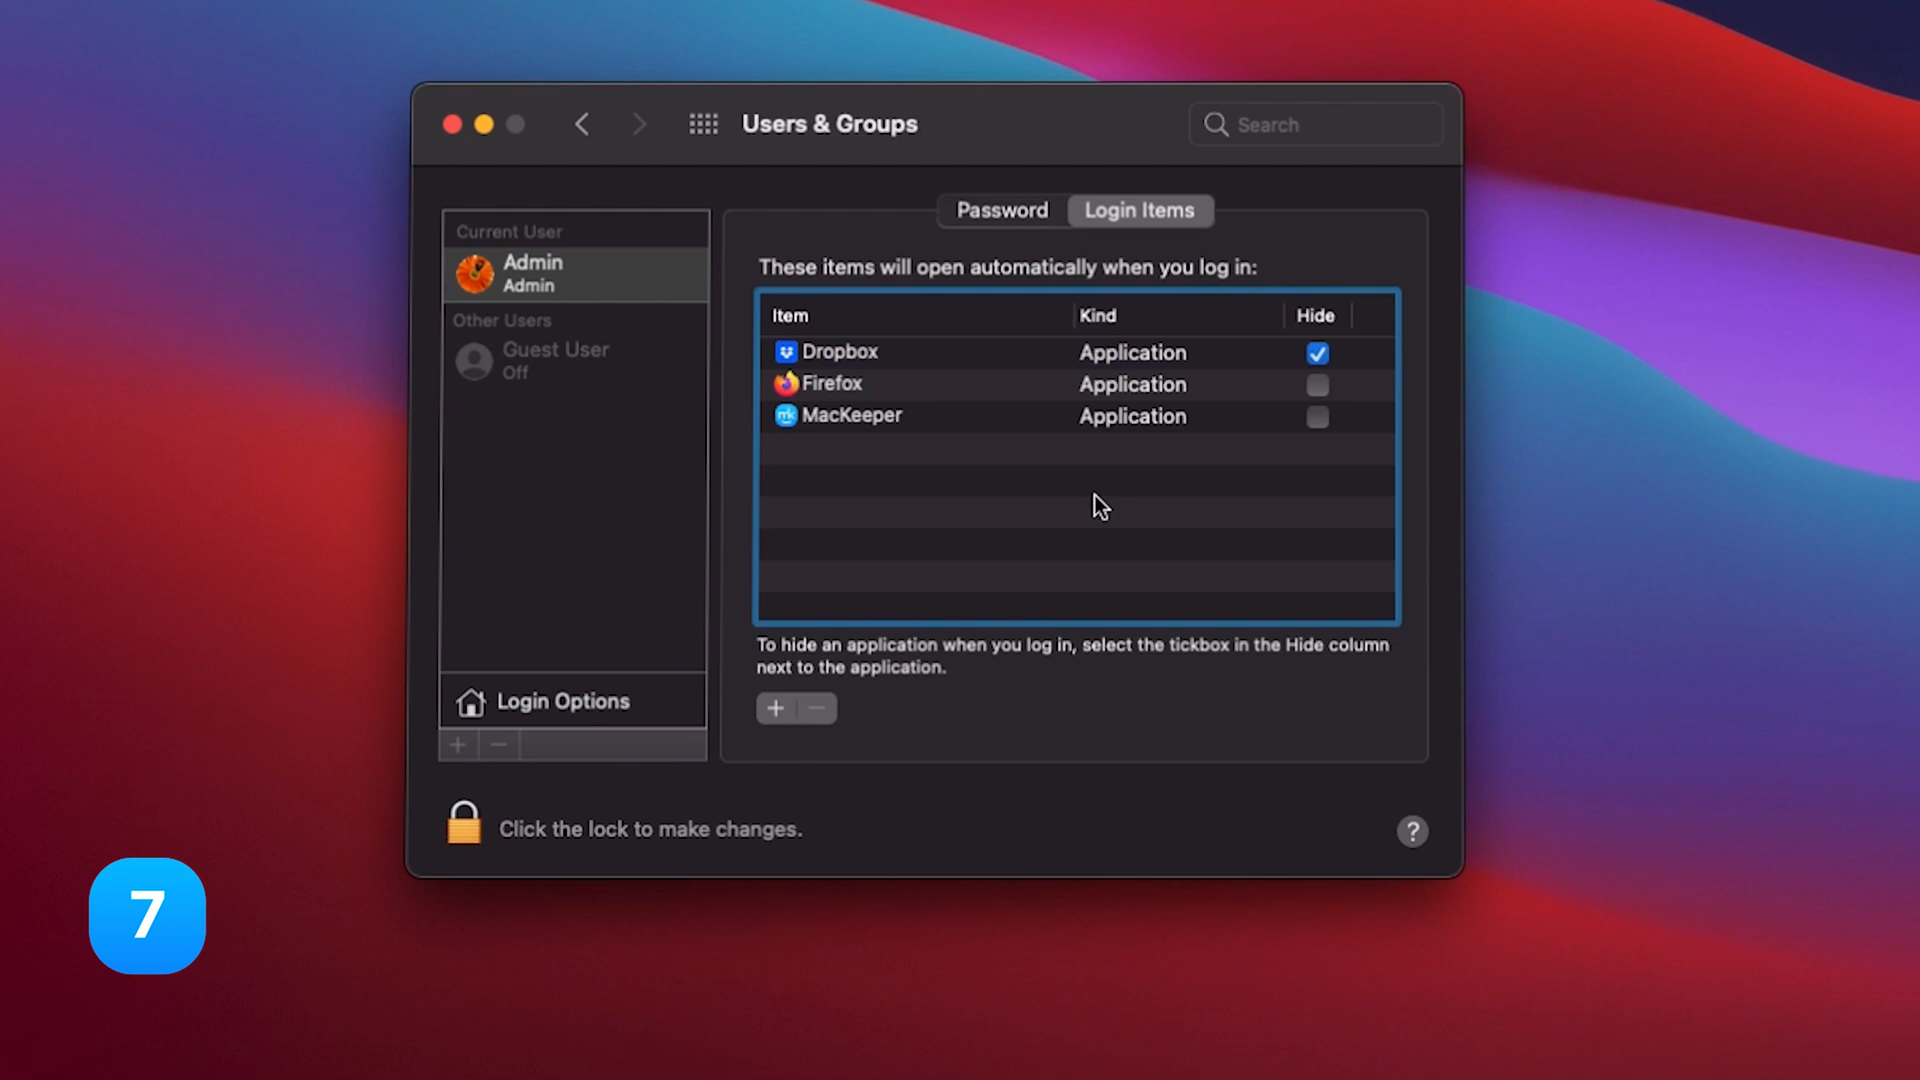 Users & Groups
Search
Password
Login Items
Current User
Admin
Admin
Other Users
Guest User
Off
Login Options
These items will open automatically when you log in:
Item Kind Hide
Dropbox Application
Firefox Application
mk MacKeeper Application
To hide an application when you log in, select the tickbox in the Hide column
next to the application.
+ −
+ −
Click the lock to make changes.
?
7